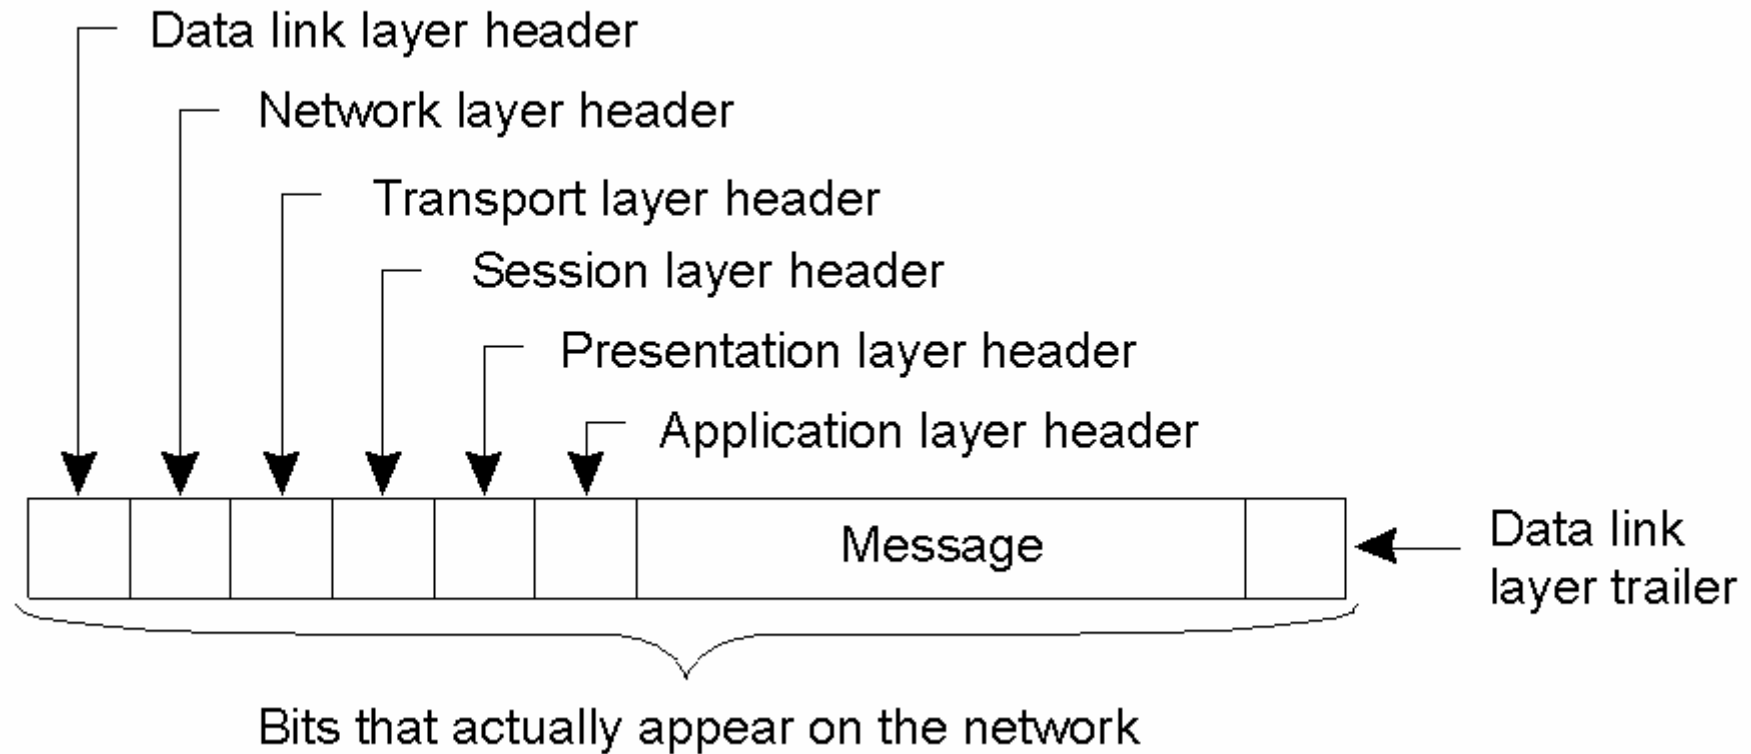 Data link layer header
Network layer header
Transport layer header
Session layer header
Presentation layer header
Application layer header
Message
Data link
layer trailer
Bits that actually appear on the network